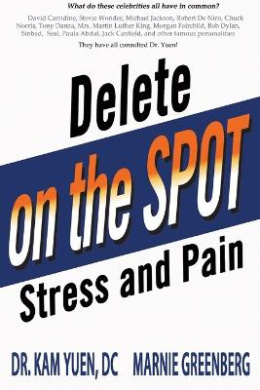 What do these celebrities all have in common?
David Carradine, Stevie Wonder, Michael Jackson, Robert De Niro, Chuck
Norris, Tony Danza, Mrs. Martin Luther King, Morgan Fairchild, Bob Dylan,
Sinbad, Seal, Paula Abdul, Jack Canfield, and other famous personalities
They have all consulted Dr. Yuen!
Delete
on the SPOT
Stress and Pain
DR. KAM YUEN, DC MARNIE GREENBERG